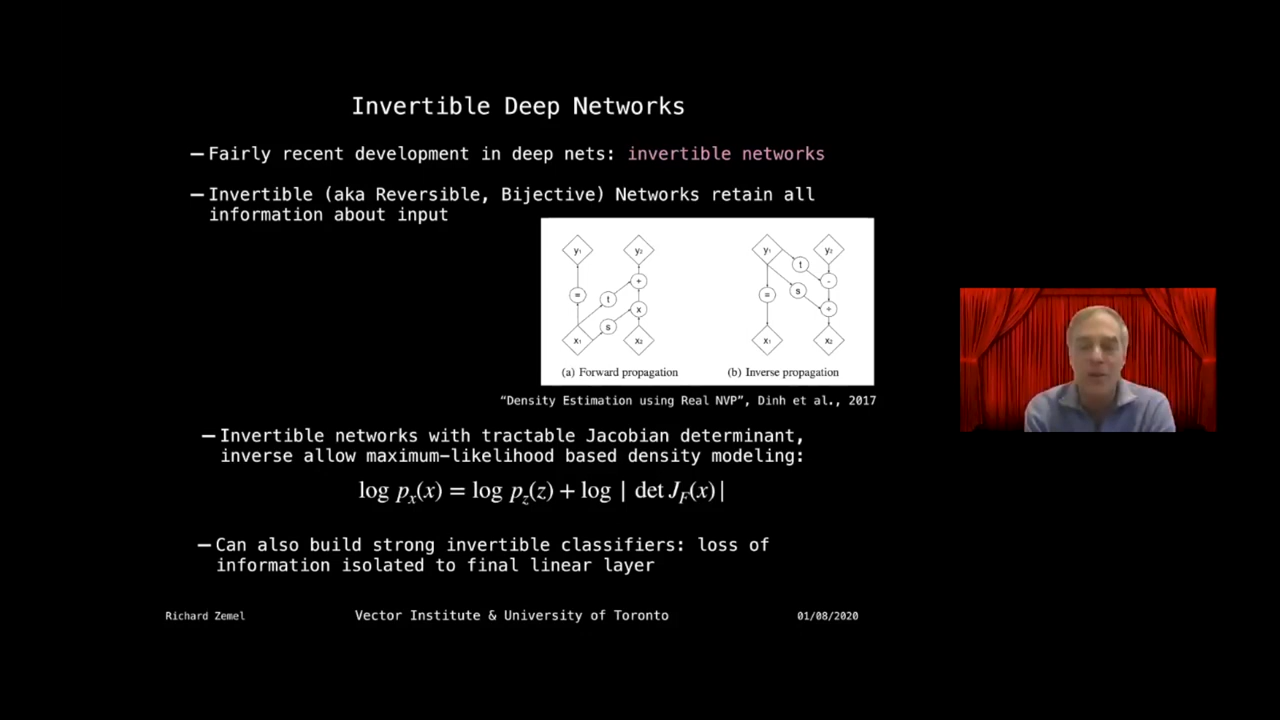 Invertible Deep Networks
—Fairly recent development in deep nets: invertible networks
—Invertible (aka Reversible, Bijective) Networks retain all
information about input
y₁ y₂ y₁ y₂
t
+ -
= t = s
x ÷
s
x₁ x₂ x₁ x₂
(a) Forward propagation (b) Inverse propagation
“Density Estimation using Real NVP”, Dinh et al., 2017
—Invertible networks with tractable Jacobian determinant,
inverse allow maximum—likelihood based density modeling:
log pₓ(x) = log p_z(z) + log | det J_F(x)|
—Can also build strong invertible classifiers: loss of
information isolated to final linear layer
Richard Zemel Vector Institute & University of Toronto 01/08/2020